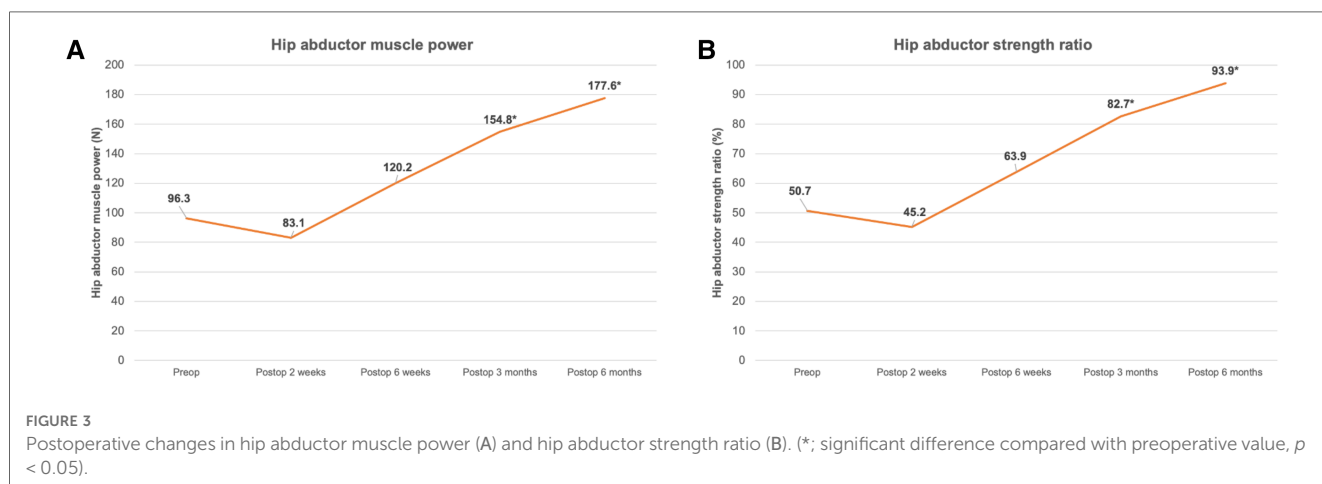 A
Hip abductor muscle power
Hip abductor muscle power (N)
200
180
160
140
120
100
80
60
40
20
0
96.3
83.1
120.2
154.8*
177.6*
Preop
Postop 2 weeks
Postop 6 weeks
Postop 3 months
Postop 6 months
B
Hip abductor strength ratio
Hip abductor strength ratio (%)
100
90
80
70
60
50
40
30
20
10
0
50.7
45.2
63.9
82.7*
93.9*
Preop
Postop 2 weeks
Postop 6 weeks
Postop 3 months
Postop 6 months
FIGURE 3
Postoperative changes in hip abductor muscle power (A) and hip abductor strength ratio (B). (*; significant difference compared with preoperative value, p
< 0.05).